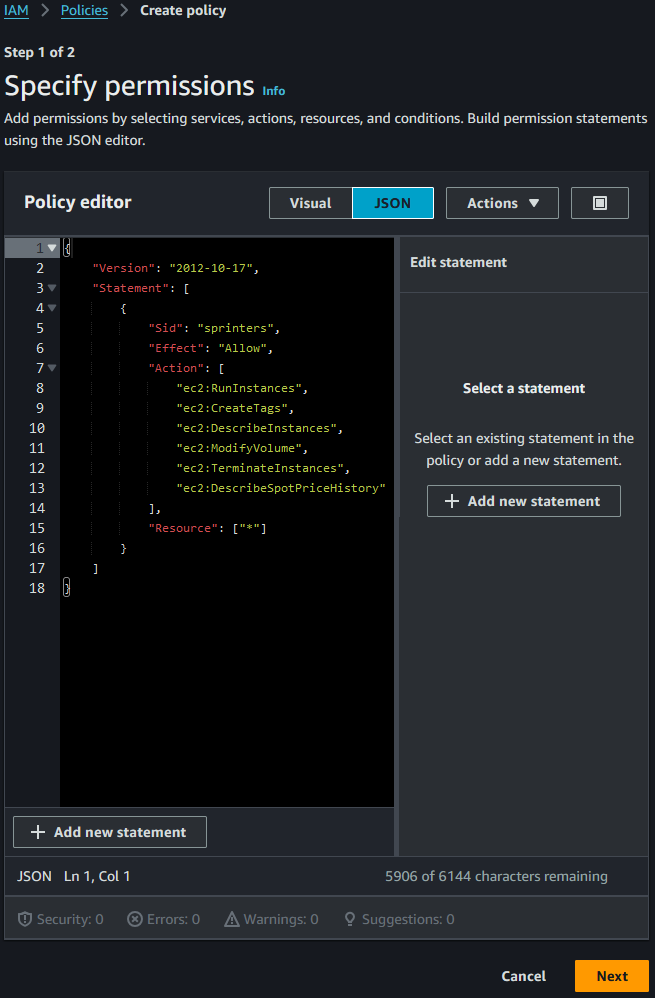 IAM > Policies > Create policy
Step 1 of 2
Specify permissions Info
Add permissions by selecting services, actions, resources, and conditions. Build permission statements
using the JSON editor.
Policy editor
Visual JSON Actions
1 {
2 "Version": "2012-10-17",
3 "Statement": [
4 {
5 "Sid": "sprinters",
6 "Effect": "Allow",
7 "Action": [
8 "ec2:RunInstances",
9 "ec2:CreateTags",
10 "ec2:DescribeInstances",
11 "ec2:ModifyVolume",
12 "ec2:TerminateInstances",
13 "ec2:DescribeSpotPriceHistory"
14 ],
15 "Resource": ["*"]
16 }
17 ]
18 }
Edit statement
Select a statement
Select an existing statement in the
policy or add a new statement.
+ Add new statement
+ Add new statement
JSON Ln 1, Col 1 5906 of 6144 characters remaining
Security: 0 Errors: 0 Warnings: 0 Suggestions: 0
Cancel Next